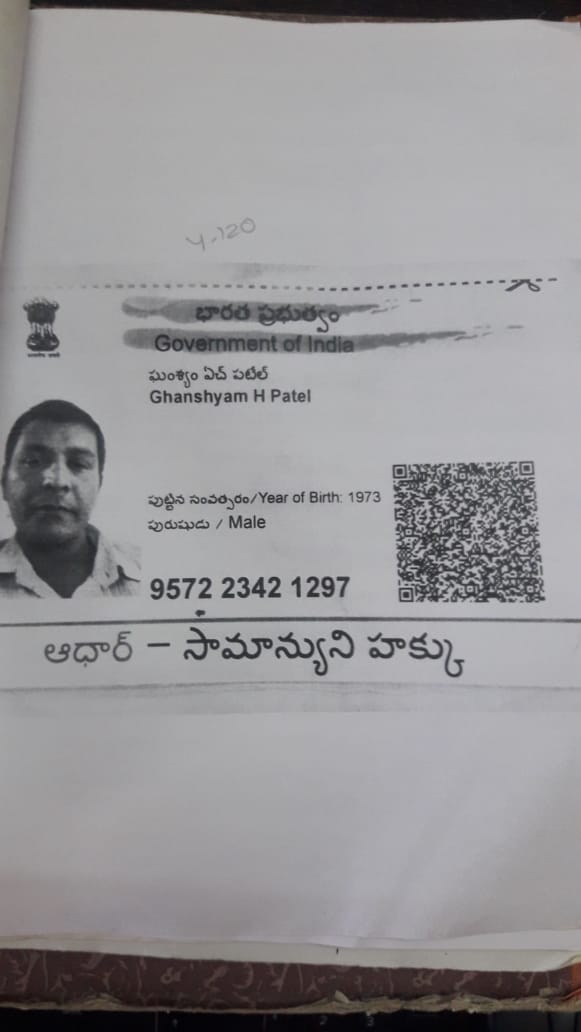 y-120
భారత ప్రభుత్వం
Government of India
ఘంశ్యం ఏచ్ పటేల్
Ghanshyam H Patel
పుట్టిన సంవత్సరం/Year of Birth: 1973
పురుషుడు / Male
9572 2342 1297
ఆధార్ – సామాన్యుని హక్కు